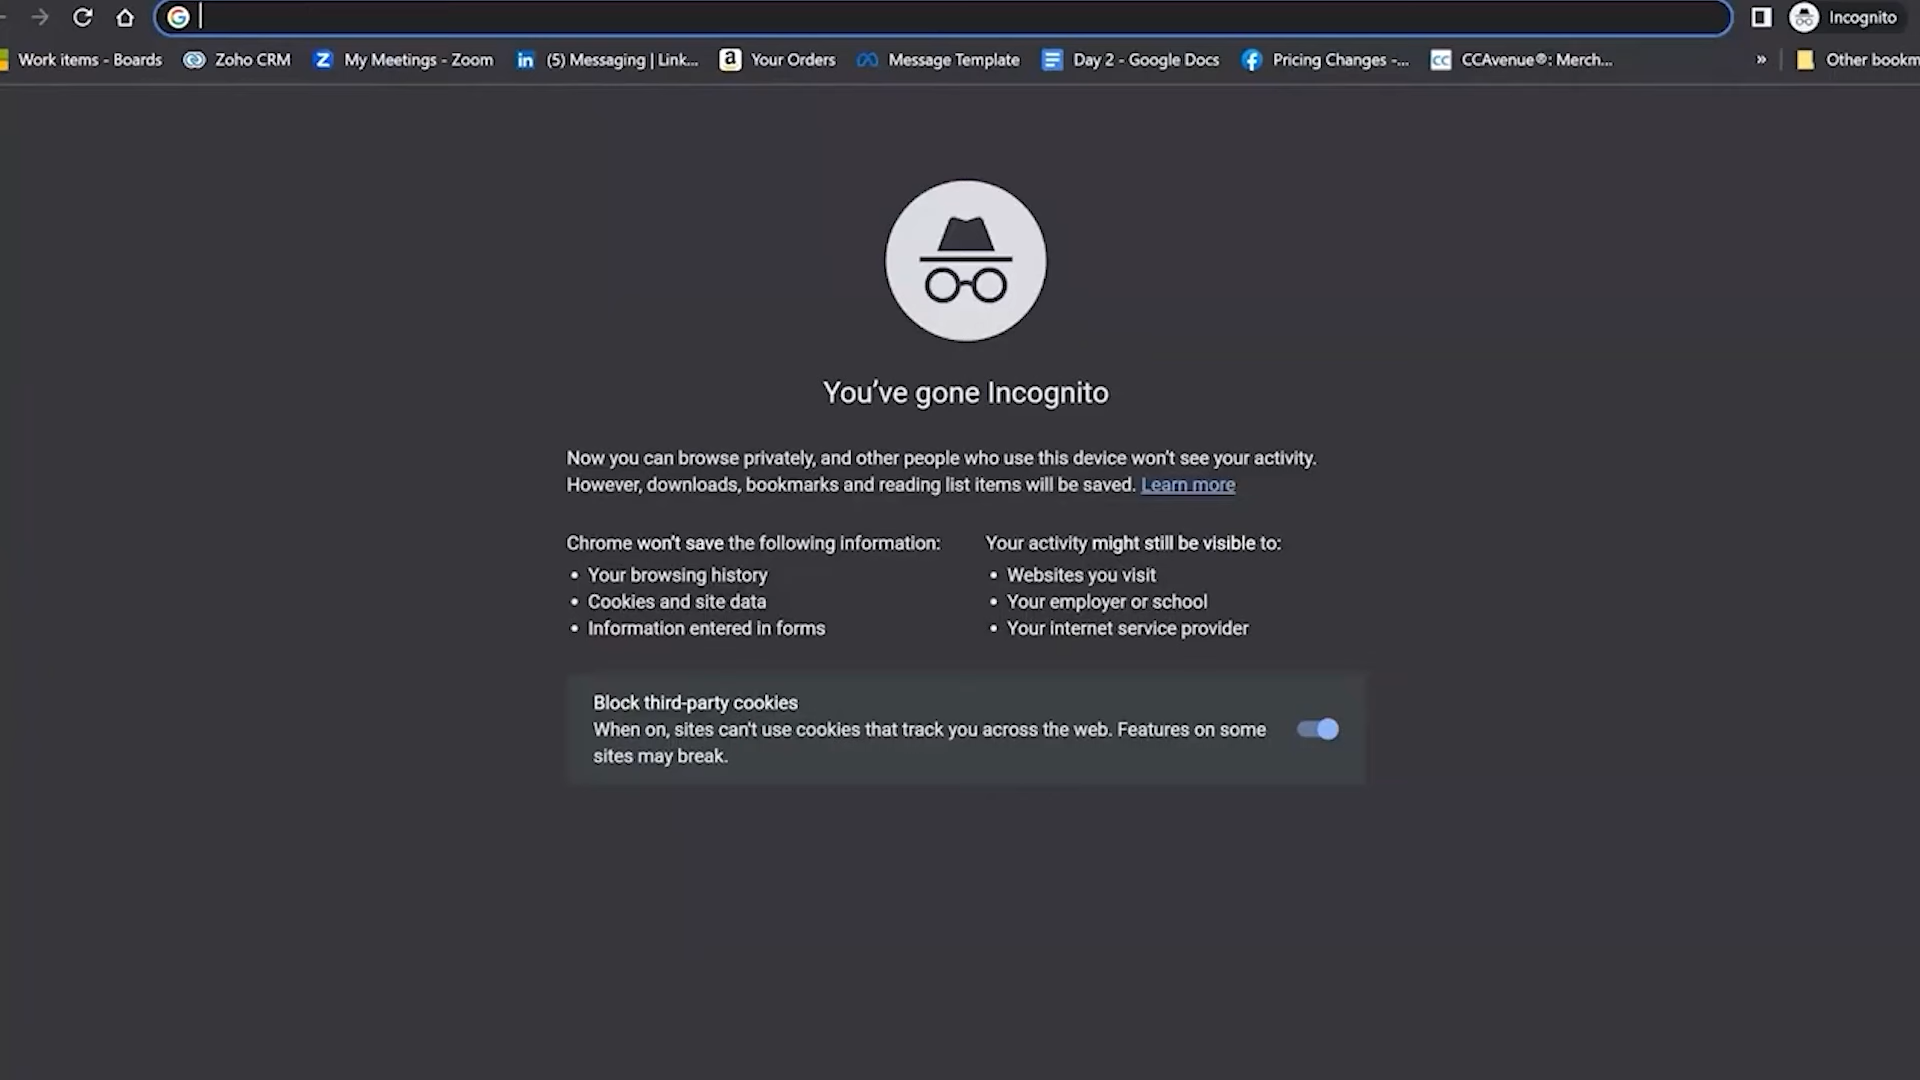 Incognito
Work items - Boards Zoho CRM My Meetings - Zoom (5) Messaging | Link... Your Orders Message Template Day 2 - Google Docs Pricing Changes -... CCAvenue®: Merch... » Other bookm
You've gone Incognito
Now you can browse privately, and other people who use this device won't see your activity.
However, downloads, bookmarks and reading list items will be saved. Learn more
Chrome won't save the following information:
• Your browsing history
• Cookies and site data
• Information entered in forms
Your activity might still be visible to:
• Websites you visit
• Your employer or school
• Your internet service provider
Block third-party cookies
When on, sites can't use cookies that track you across the web. Features on some
sites may break.